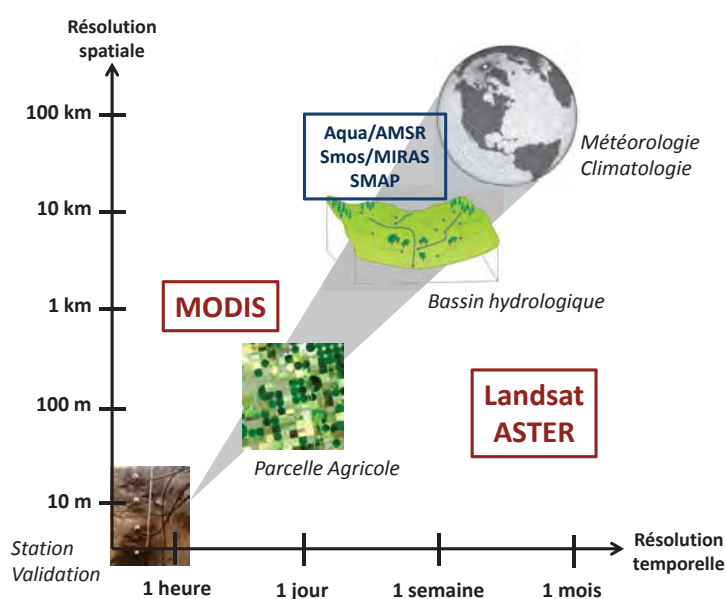 Résolution
spatiale
100 km
Aqua/AMSR
Smos/MIRAS
SMAP
Météorologie
Climatologie
10 km
Bassin hydrologique
1 km
MODIS
Landsat
ASTER
100 m
Parcelle Agricole
10 m
Station
Validation
Résolution
temporelle
1 heure
1 jour
1 semaine
1 mois